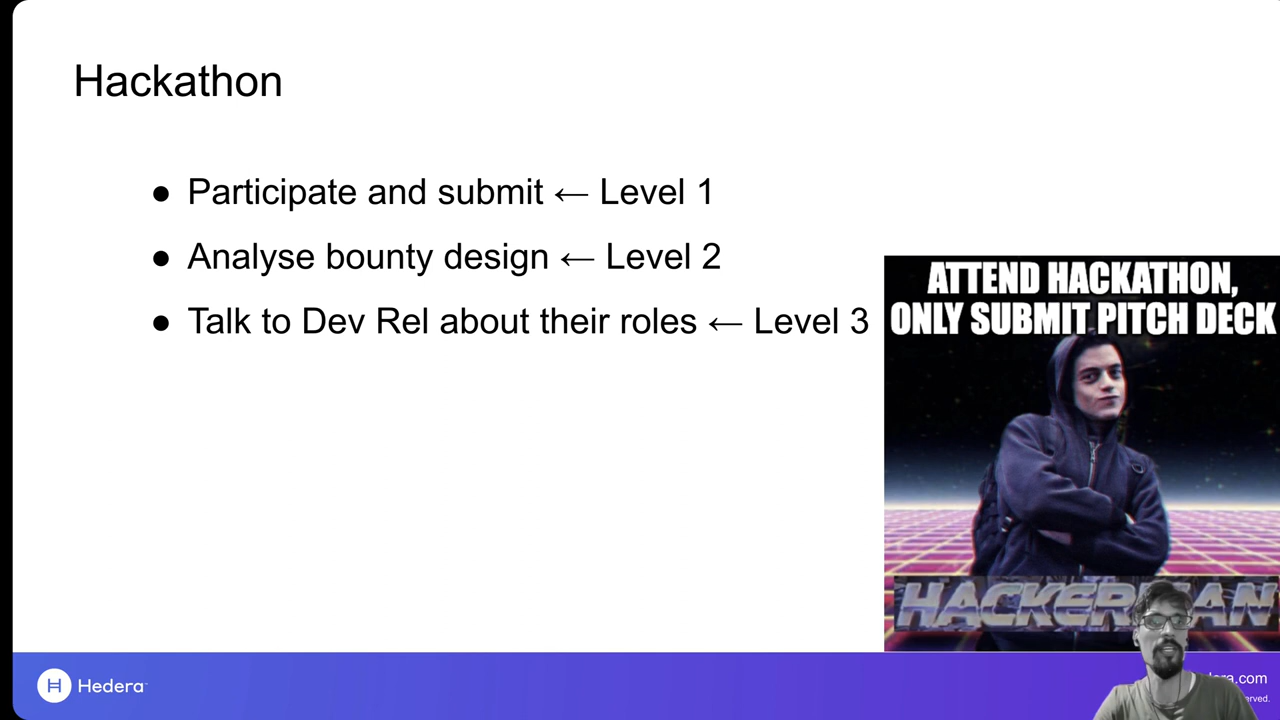 Hackathon
● Participate and submit ← Level 1
● Analyse bounty design ← Level 2
● Talk to Dev Rel about their roles ← Level 3
ATTEND HACKATHON,
ONLY SUBMIT PITCH DECK
Hedera